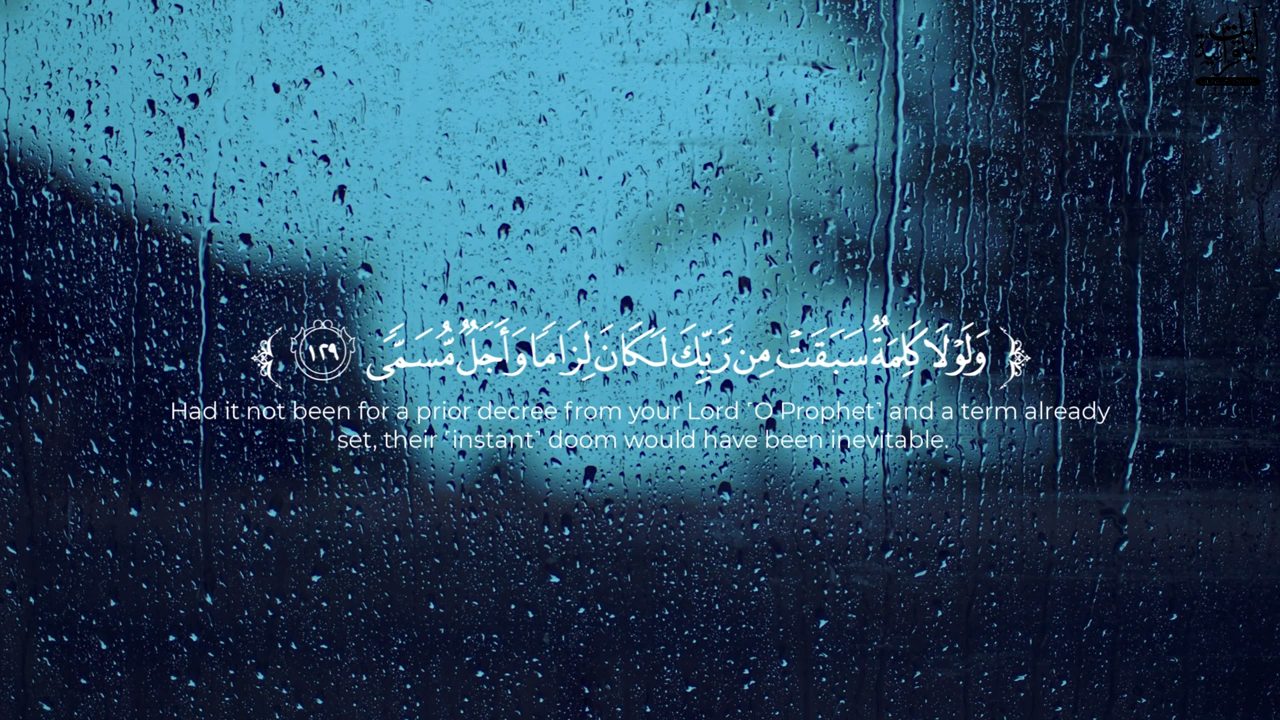 وَلَوْلَا كَلِمَةٌ سَبَقَتْ مِن رَّبِّكَ لَكَانَ لِزَامًا وَأَجَلٌ مُّسَمًّى ١٢٩
Had it not been for a prior decree from your Lord ˹O Prophet˺ and a term already
set, their ˹instant˺ doom would have been inevitable.